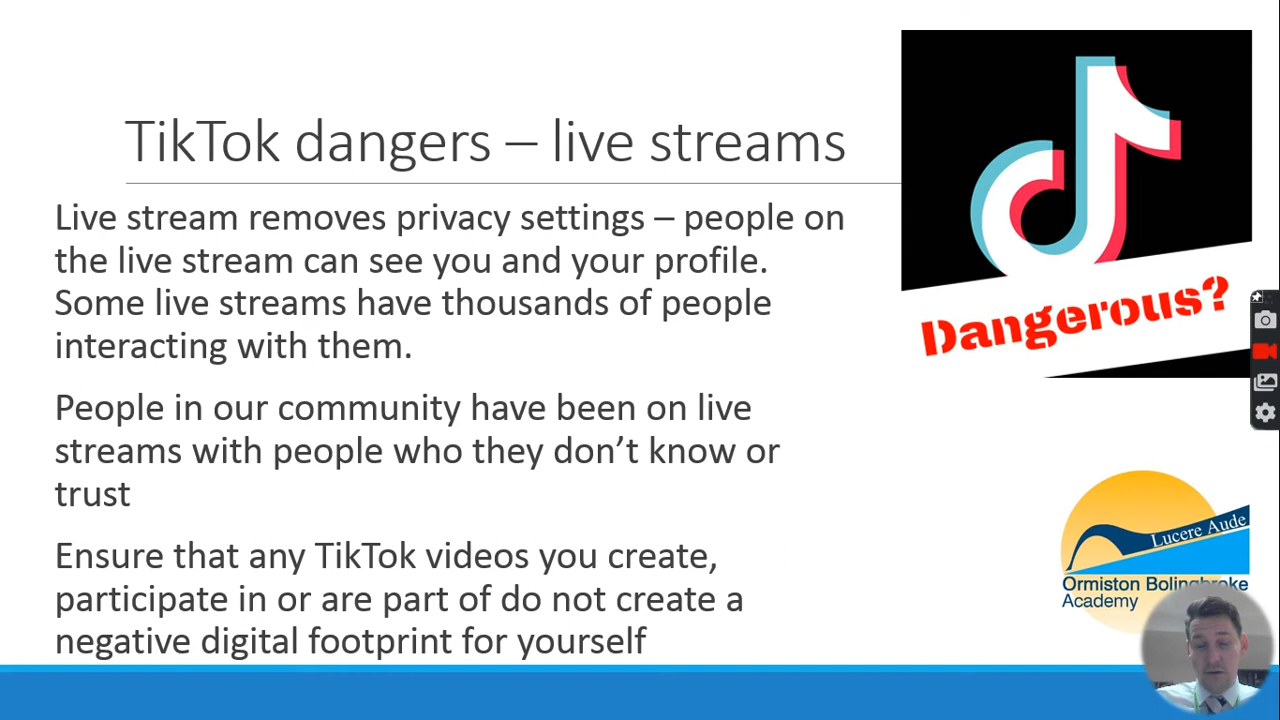 TikTok dangers – live streams
Live stream removes privacy settings – people on
the live stream can see you and your profile.
Some live streams have thousands of people
interacting with them.
People in our community have been on live
streams with people who they don’t know or
trust
Ensure that any TikTok videos you create,
participate in or are part of do not create a
negative digital footprint for yourself
Dangerous?
Lucere Aude
Ormiston Bolingbroke
Academy